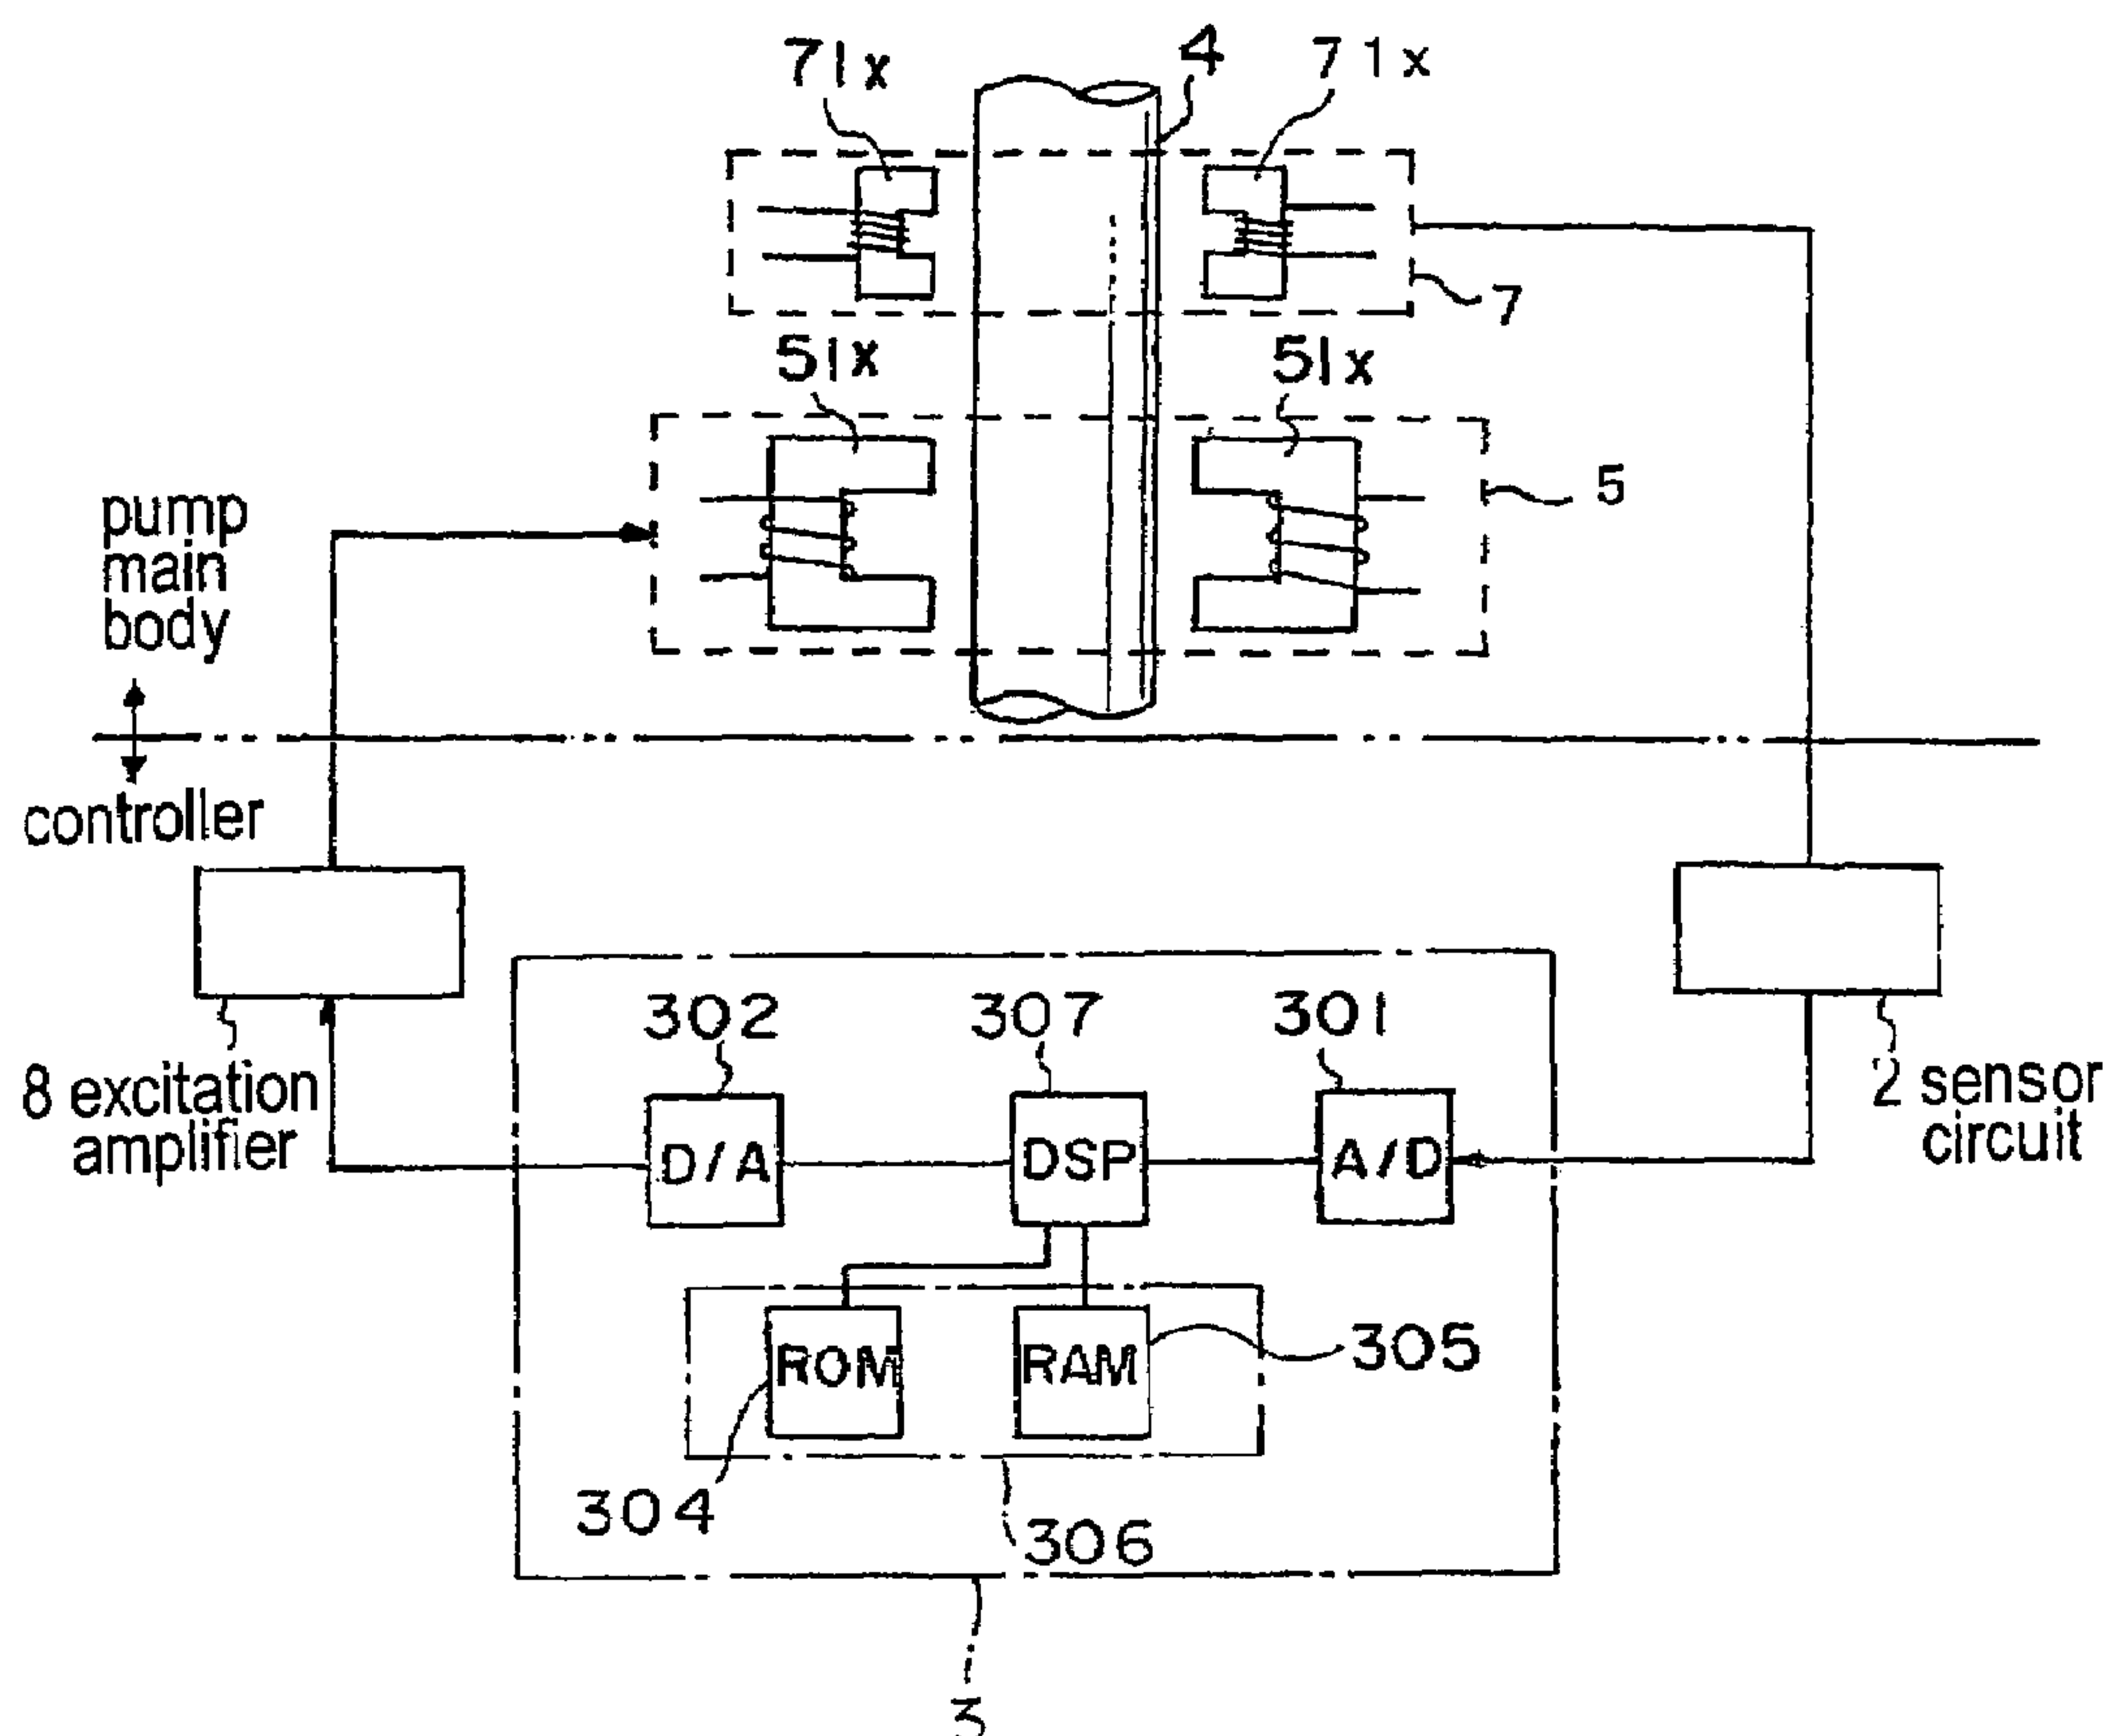 71x
4
71x
7
51x
51x
5
pump
main
body
controller
302
307
301
8 excitation
amplifier
2 sensor
circuit
D/A
DSP
A/D
ROM
RAM
305
304
306
3